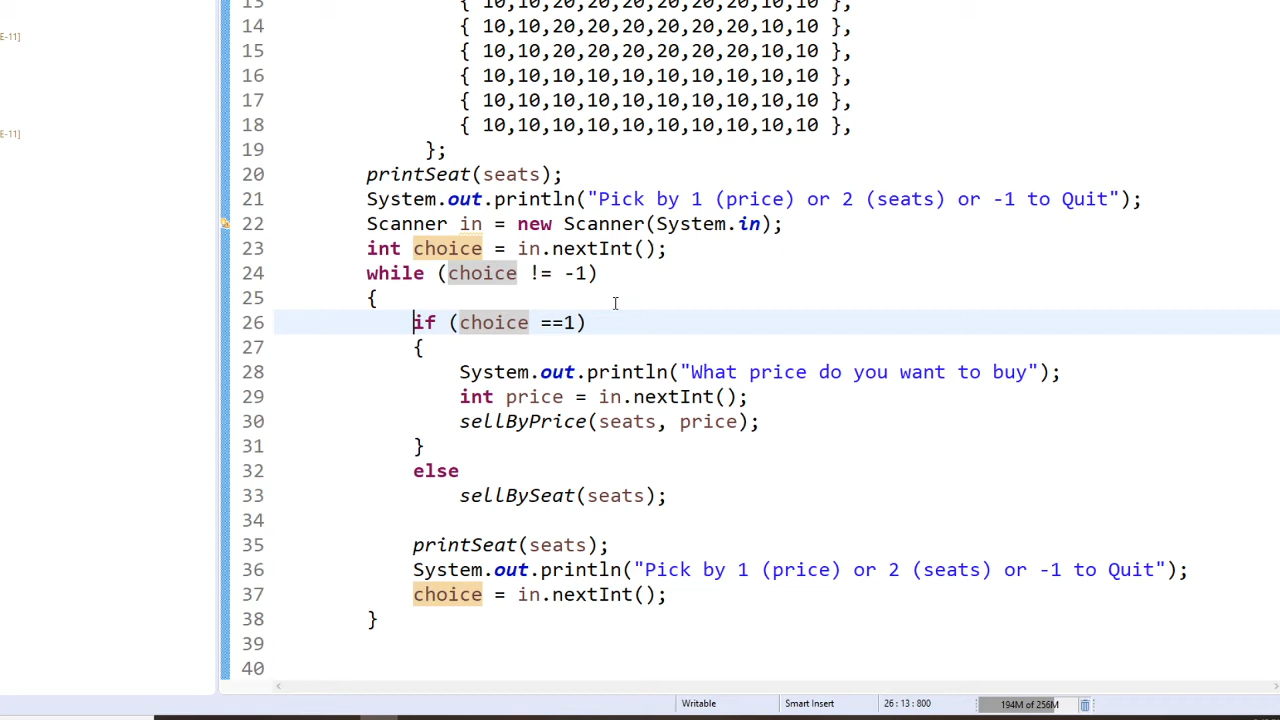 E-11]
E-11]
13 { 10,10,20,20,20,20,20,20,10,10 },
14 { 10,10,20,20,20,20,20,20,10,10 },
15 { 10,10,20,20,20,20,20,20,10,10 },
16 { 10,10,10,10,10,10,10,10,10,10 },
17 { 10,10,10,10,10,10,10,10,10,10 },
18 { 10,10,10,10,10,10,10,10,10,10 },
19 };
20 printSeat(seats);
21 System.out.println("Pick by 1 (price) or 2 (seats) or -1 to Quit");
22 Scanner in = new Scanner(System.in);
23 int choice = in.nextInt();
24 while (choice != -1)
25 {
26 if (choice ==1)
27 {
28 System.out.println("What price do you want to buy");
29 int price = in.nextInt();
30 sellByPrice(seats, price);
31 }
32 else
33 sellBySeat(seats);
34
35 printSeat(seats);
36 System.out.println("Pick by 1 (price) or 2 (seats) or -1 to Quit");
37 choice = in.nextInt();
38 }
39
40
Writable Smart Insert 26 : 13 : 800 194M of 256M